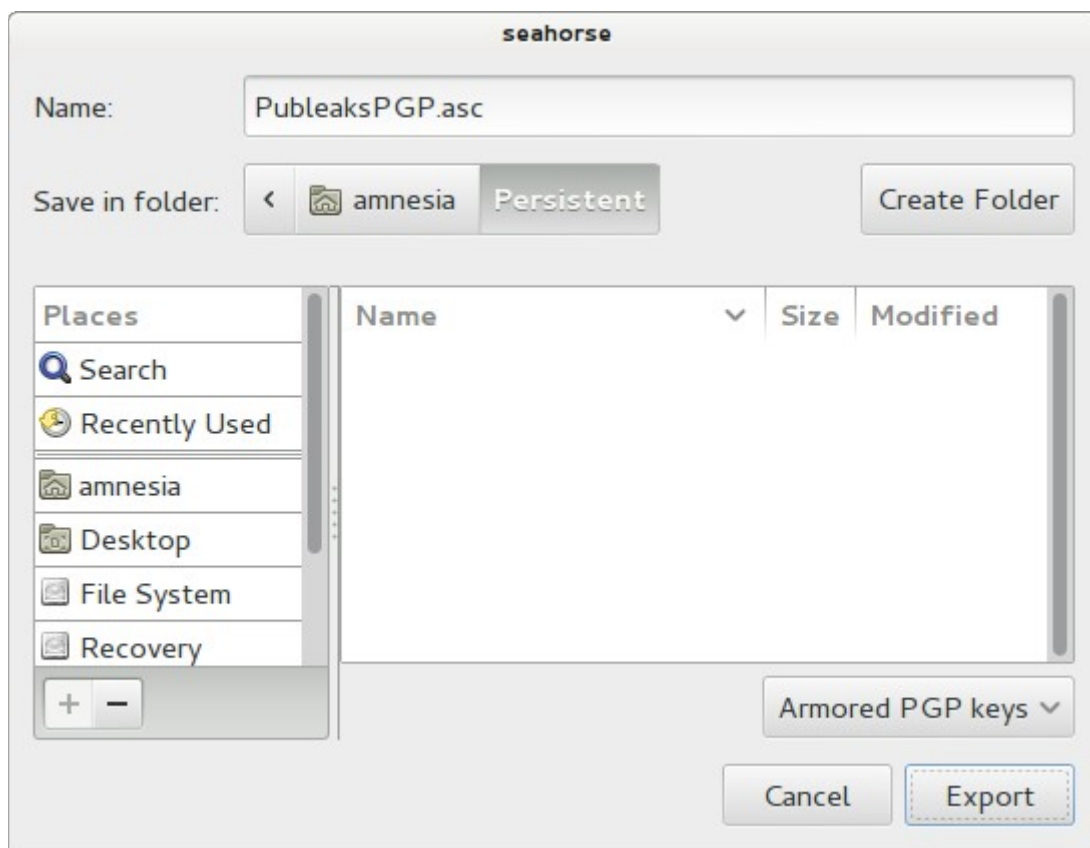 seahorse
Name: PubleaksPGP.asc
Save in folder: < amnesia Persistent Create Folder
Places Name Size Modified
Search
Recently Used
amnesia
Desktop
File System
Recovery
+ −
Armored PGP keys
Cancel Export